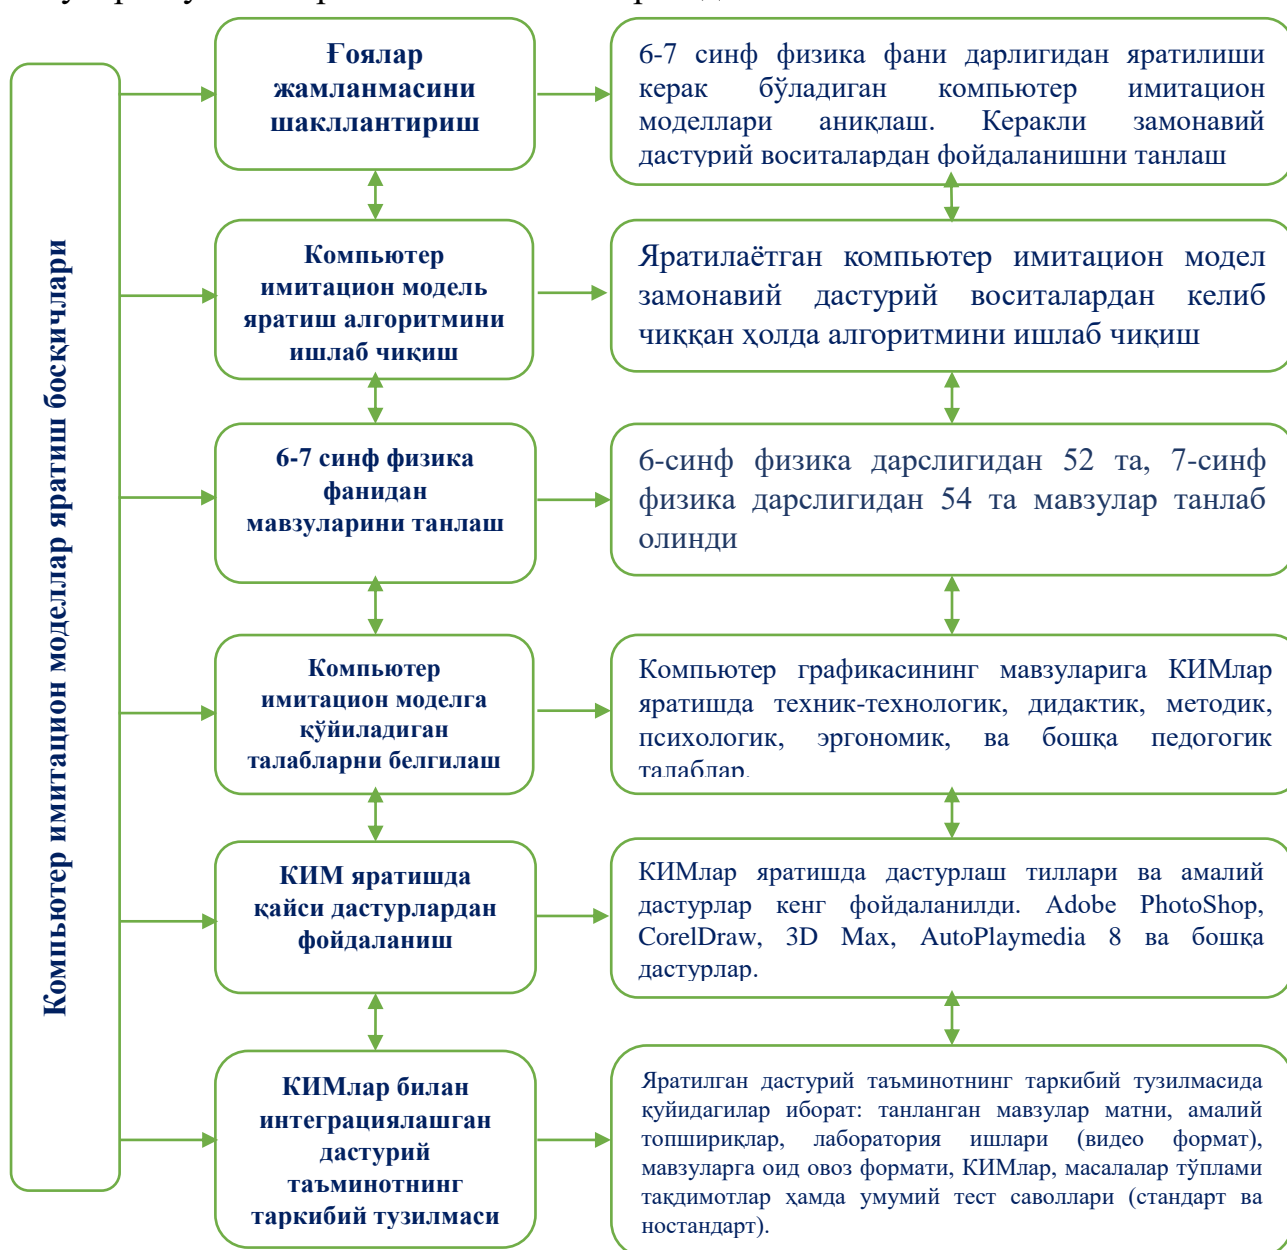 Ғоялар
жамланмасини
шакллантириш
6-7 синф физика фани дарлигидан яратилиши
керак бўладиган компьютер имитацион
моделлари аниқлаш. Керакли замонавий
дастурий воситалардан фойдаланишни танлаш
Компьютер имитацион моделлар яратиш босқичлари
Компьютер
имитацион модель
яратиш алгоритмини
ишлаб чиқиш
Яратилаётган компьютер имитацион модел
замонавий дастурий воситалардан келиб
чиққан ҳолда алгоритмини ишлаб чиқиш
6-7 синф физика
фанидан
мавзуларини танлаш
6-синф физика дарслигидан 52 та, 7-синф
физика дарслигидан 54 та мавзулар танлаб
олинди
Компьютер
имитацион моделга
қўйиладиган
талабларни белгилаш
Компьютер графикасининг мавзуларига КИМлар
яратишда техник-технологик, дидактик, методик,
психологик, эргономик, ва бошқа педогогик
талаблар.
КИМ яратишда
қайси дастурлардан
фойдаланиш
КИМлар яратишда дастурлаш тиллари ва амалий
дастурлар кенг фойдаланилди. Adobe PhotoShop,
CorelDraw, 3D Max, AutoPlaymedia 8 ва бошқа
дастурлар.
КИМлар билан
интеграциялашган
дастурий
таъминотнинг
таркибий тузилмаси
Яратилган дастурий таъминотнинг таркибий тузилмасида
қуйидагилар иборат: танланган мавзулар матни, амалий
топшириқлар, лаборатория ишлари (видео формат),
мавзуларга оид овоз формати, КИМлар, масалалар тўплами
тақдимотлар ҳамда умумий тест саволлари (стандарт ва
ностандарт).